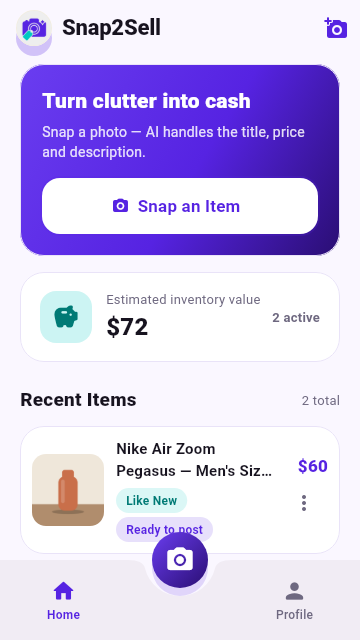 Snap2Sell
Turn clutter into cash
Snap a photo — AI handles the title, price
and description.
Snap an Item
Estimated inventory value
$72
2 active
Recent Items
2 total
Nike Air Zoom
Pegasus — Men's Siz…
$60
Like New
Ready to post
Home
Profile